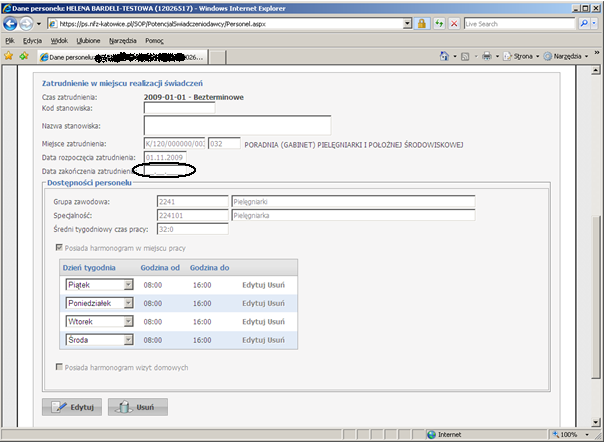 Dane personelu: HELENA BARDELI-TESTOWA (12026517) - Windows Internet Explorer
https://ps.nfz-katowice.pl/SOP/PotencjalSwiadczeniodawcy/Personel.aspx
Live Search
Plik Edycja Widok Ulubione Narzędzia Pomoc
Dane personelu: 026...
Strona Narzędzia
Zatrudnienie w miejscu realizacji świadczeń
Czas zatrudnienia: 2009-01-01 - Bezterminowe
Kod stanowiska:
Nazwa stanowiska:
Miejsce zatrudnienia: K/120/000000/00 032 PORADNIA (GABINET) PIELĘGNIARKI I POŁOŻNEJ ŚRODOWISKOWEJ
Data rozpoczęcia zatrudnienia: 01.11.2009
Data zakończenia zatrudnienia:
Dostępności personelu
Grupa zawodowa: 2241 Pielęgniarki
Specjalność: 224101 Pielęgniarka
Średni tygodniowy czas pracy: 32:0
Posiada harmonogram w miejscu pracy
Dzień tygodnia Godzina od Godzina do
Piątek 08:00 16:00 Edytuj Usuń
Poniedziałek 08:00 16:00 Edytuj Usuń
Wtorek 08:00 16:00 Edytuj Usuń
Środa 08:00 16:00 Edytuj Usuń
Posiada harmonogram wizyt domowych
Edytuj Usuń
Internet 100%